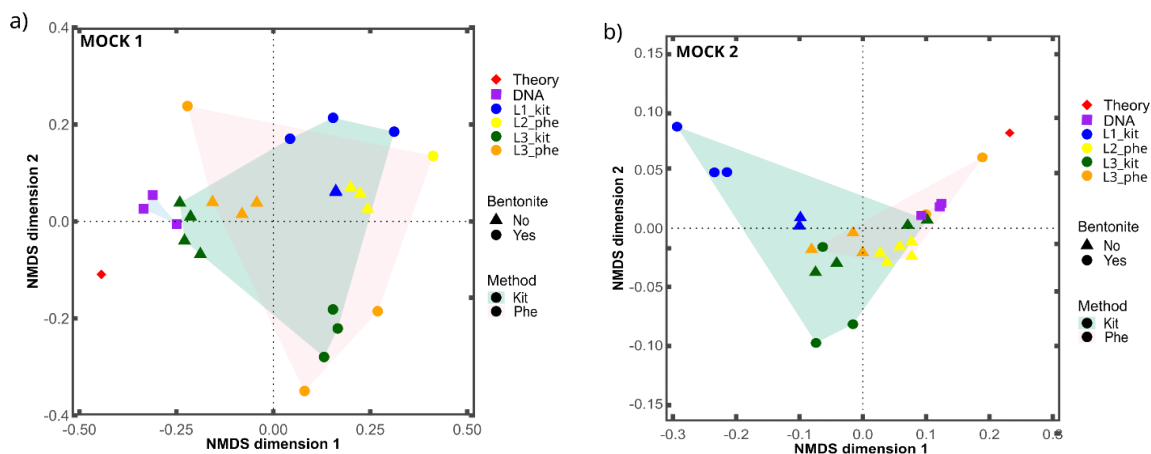 a)
MOCK 1
0.4
0.2
0.0
-0.2
-0.4
NMDS dimension 2
-0.50
-0.25
0.00
0.25
0.50
NMDS dimension 1
Theory
DNA
L1_kit
L2_phe
L3_kit
L3_phe
Bentonite
No
Yes
Method
Kit
Phe
b)
MOCK 2
0.15
0.10
0.05
0.00
-0.05
-0.10
-0.15
NMDS dimension 2
-0.3
-0.2
-0.1
0.0
0.1
0.2
NMDS dimension 1
Theory
DNA
L1_kit
L2_phe
L3_kit
L3_phe
Bentonite
No
Yes
Method
Kit
Phe